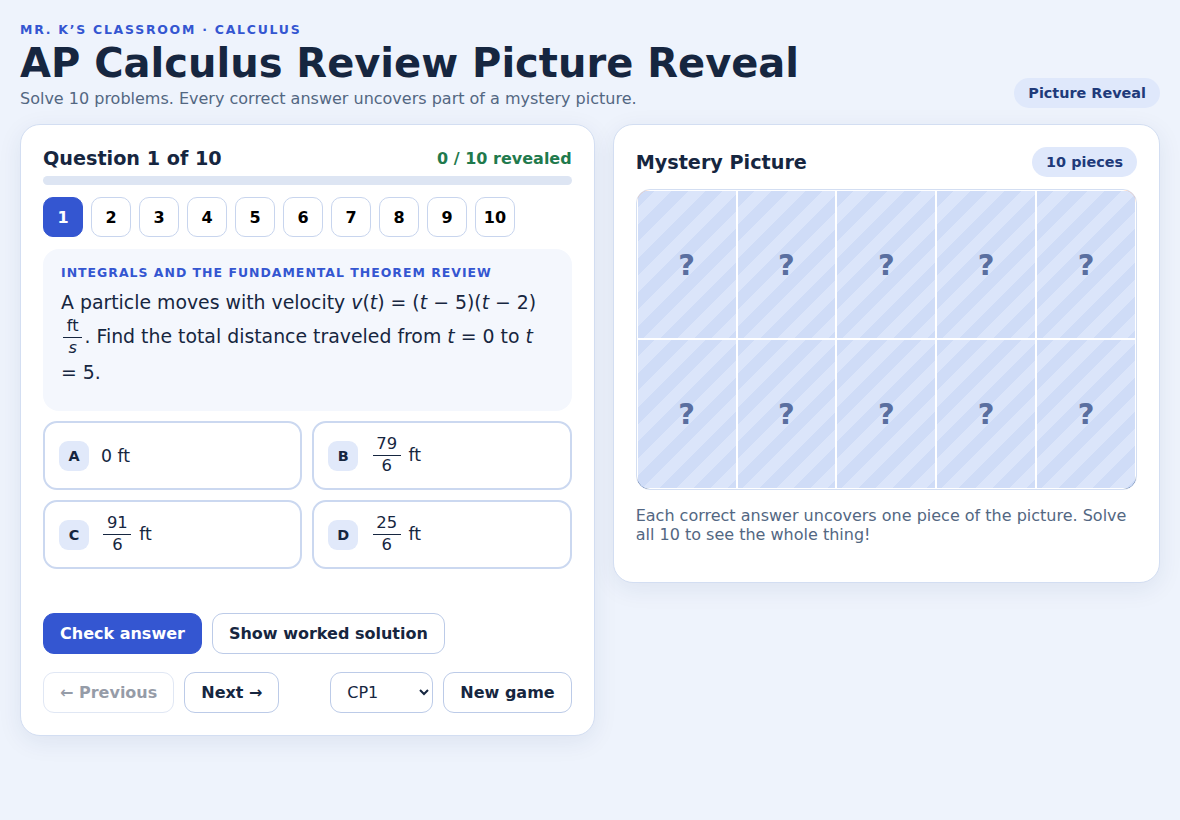 MR. K’S CLASSROOM · CALCULUS
AP Calculus Review Picture Reveal
Solve 10 problems. Every correct answer uncovers part of a mystery picture.
Picture Reveal
Question 1 of 10
0 / 10 revealed
1 2 3 4 5 6 7 8 9 10
INTEGRALS AND THE FUNDAMENTAL THEOREM REVIEW
A particle moves with velocity v(t) = (t − 5)(t − 2)
ft/s. Find the total distance traveled from t = 0 to t
= 5.
A 0 ft
B 79/6 ft
C 91/6 ft
D 25/6 ft
Check answer
Show worked solution
← Previous
Next →
CP1
New game
Mystery Picture
10 pieces
? ? ? ? ?
? ? ? ? ?
Each correct answer uncovers one piece of the picture. Solve
all 10 to see the whole thing!